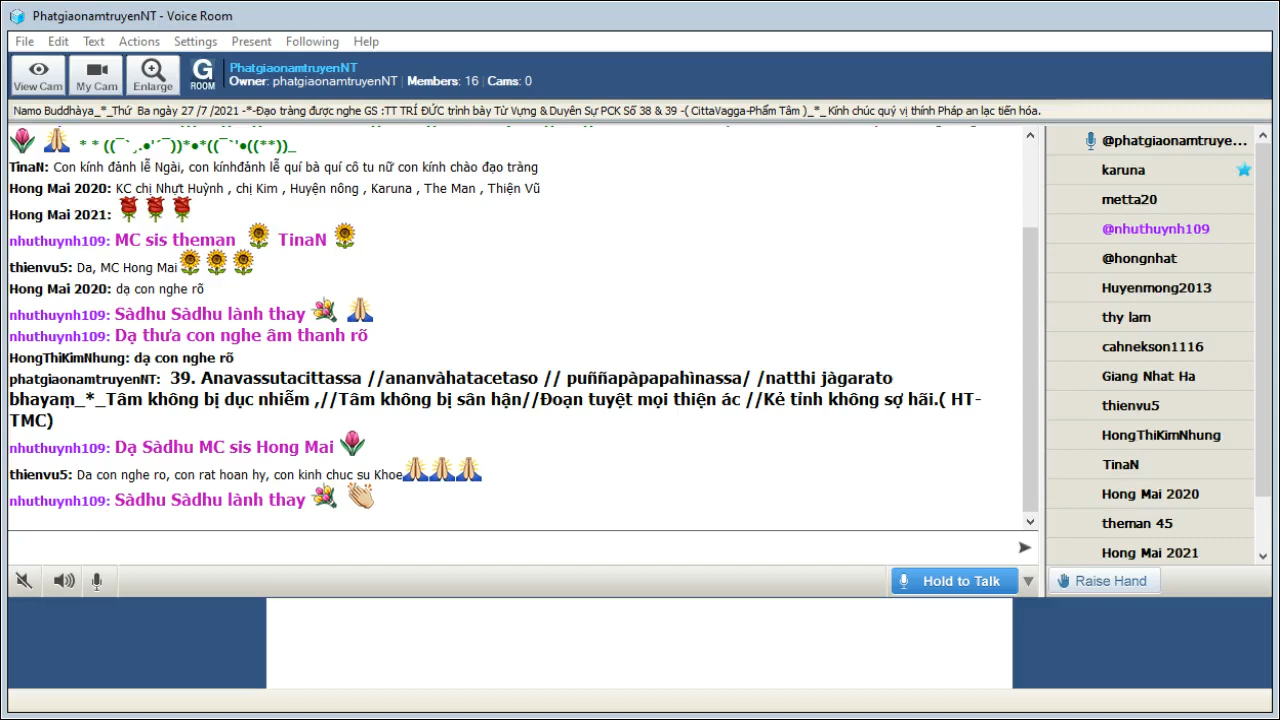 PhatgiaonamtruyenNT - Voice Room
File Edit Text Actions Settings Present Following Help
View Cam My Cam Enlarge G ROOM
PhatgiaonamtruyenNT
Owner: phatgiaonamtruyenNT | Members: 16 | Cams: 0
Namo Buddhàya_*_Thứ Ba ngày 27 /7 /2021 -*-Đạo tràng được nghe GS :TT TRÍ ĐỨC trình bày Từ Vựng & Duyên Sự PCK Số 38 & 39 -( CittaVagga-Phẩm Tâm )_*_ Kính chúc quý vị thính Pháp an lạc tiến hóa.
* * ((¯`¸.●'´¯))*●*((¯`'●((**))_
TinaN: Con kính đảnh lễ Ngài, con kínhđảnh lễ quí bà quí cô tu nữ con kính chào đạo tràng
Hong Mai 2020: KC chị Nhựt Huỳnh , chị Kim , Huyện nông , Karuna , The Man , Thiện Vũ
Hong Mai 2021:
nhuthuynh109: MC sis theman TinaN
thienvu5: Da, MC Hong Mai
Hong Mai 2020: dạ con nghe rõ
nhuthuynh109: Sàdhu Sàdhu lành thay
nhuthuynh109: Dạ thưa con nghe âm thanh rõ
HongThiKimNhung: dạ con nghe rõ
phatgiaonamtruyenNT: 39. Anavassutacittassa //ananvàhatacetaso // puññapàpapahìnassa/ /natthi jàgarato
bhayaṃ_*_Tâm không bị dục nhiễm ,//Tâm không bị sân hận//Đoạn tuyệt mọi thiện ác //Kẻ tỉnh không sợ hãi.( HT-
TMC)
nhuthuynh109: Dạ Sàdhu MC sis Hong Mai
thienvu5: Da con nghe ro, con rat hoan hy, con kinh chuc su Khoe
nhuthuynh109: Sàdhu Sàdhu lành thay
@phatgiaonamtruye...
karuna
metta20
@nhuthuynh109
@hongnhat
Huyenmong2013
thy lam
cahnekson1116
Giang Nhat Ha
thienvu5
HongThiKimNhung
TinaN
Hong Mai 2020
theman 45
Hong Mai 2021
Hold to Talk
Raise Hand